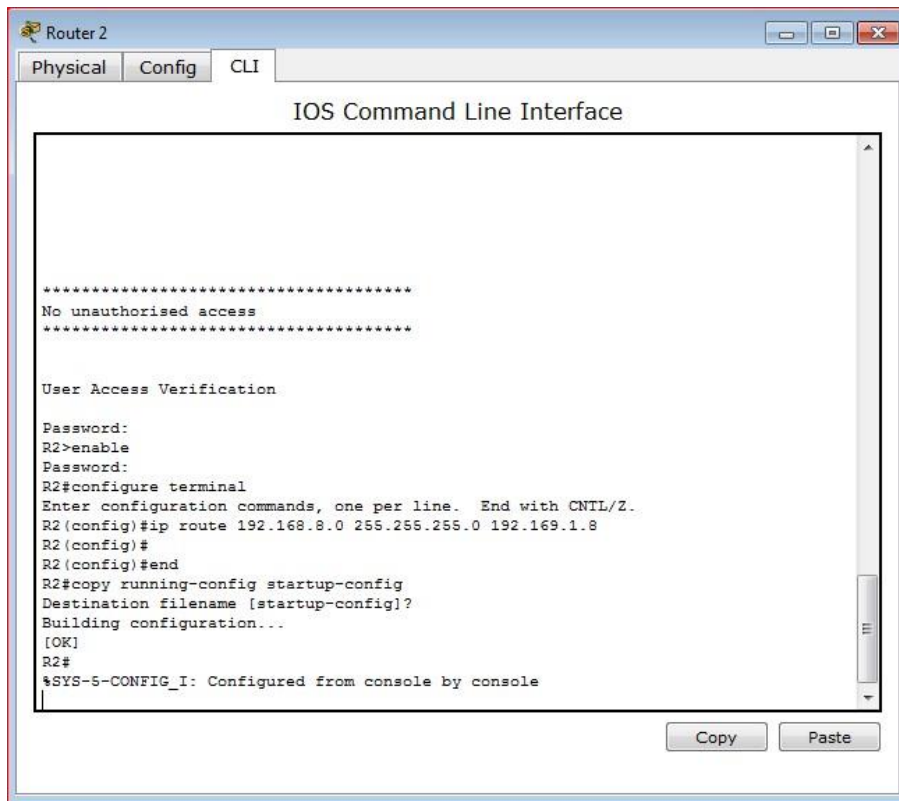 Router 2
Physical Config CLI
IOS Command Line Interface
**************************************
No unauthorised access
**************************************
User Access Verification
Password:
R2>enable
Password:
R2#configure terminal
Enter configuration commands, one per line.  End with CNTL/Z.
R2(config)#ip route 192.168.8.0 255.255.255.0 192.169.1.8
R2(config)#
R2(config)#end
R2#copy running-config startup-config
Destination filename [startup-config]?
Building configuration...
[OK]
R2#
%SYS-5-CONFIG_I: Configured from console by console
Copy Paste